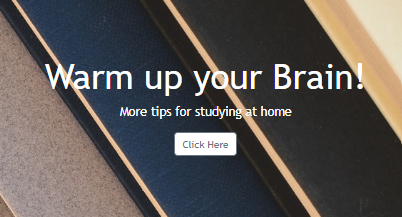 Warm up your Brain!
More tips for studying at home
Click Here